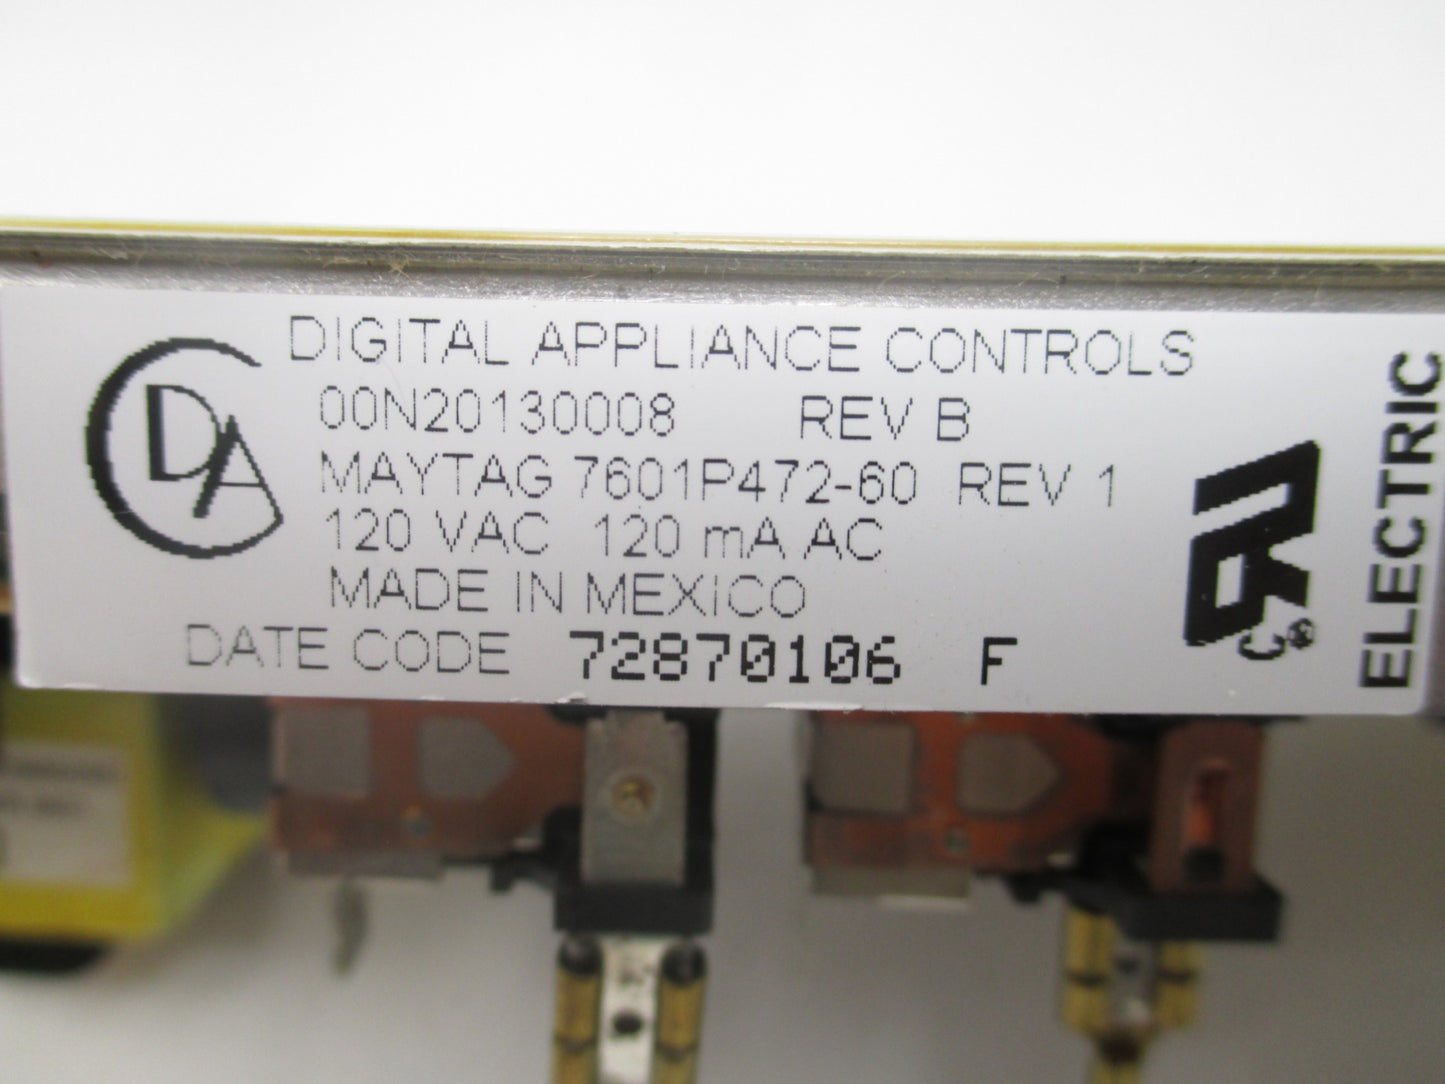 DIGITAL APPLIANCE CONTROLS
00N20130008 REV B
MAYTAG 7601P472-60 REV 1
120 VAC 120 mA AC
MADE IN MEXICO
DATE CODE 72870106 F
DA
C ®
ELECTRIC